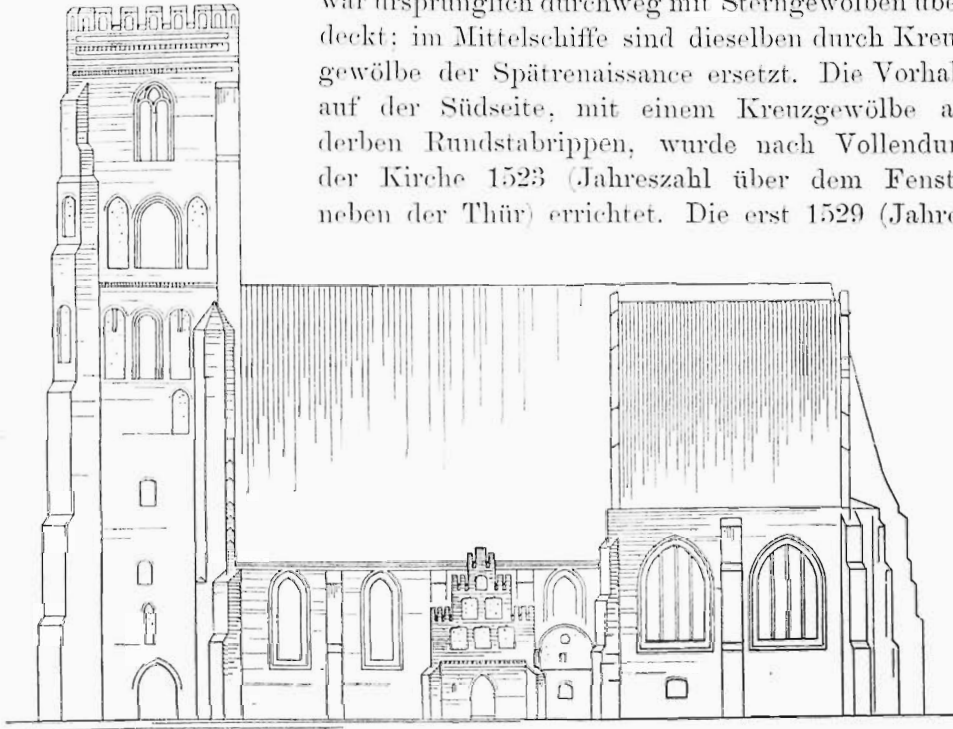 war ursprünglich durchweg mit Sterngewölben übe
deckt; im Mittelschiffe sind dieselben durch Kreu
gewölbe der Spätrenaissance ersetzt. Die Vorhal
auf der Südseite, mit einem Kreuzgewölbe a
derben Rundstabrippen, wurde nach Vollendu
der Kirche 1523 (Jahreszahl über dem Fenst
neben der Thür) errichtet. Die erst 1529 (Jahre